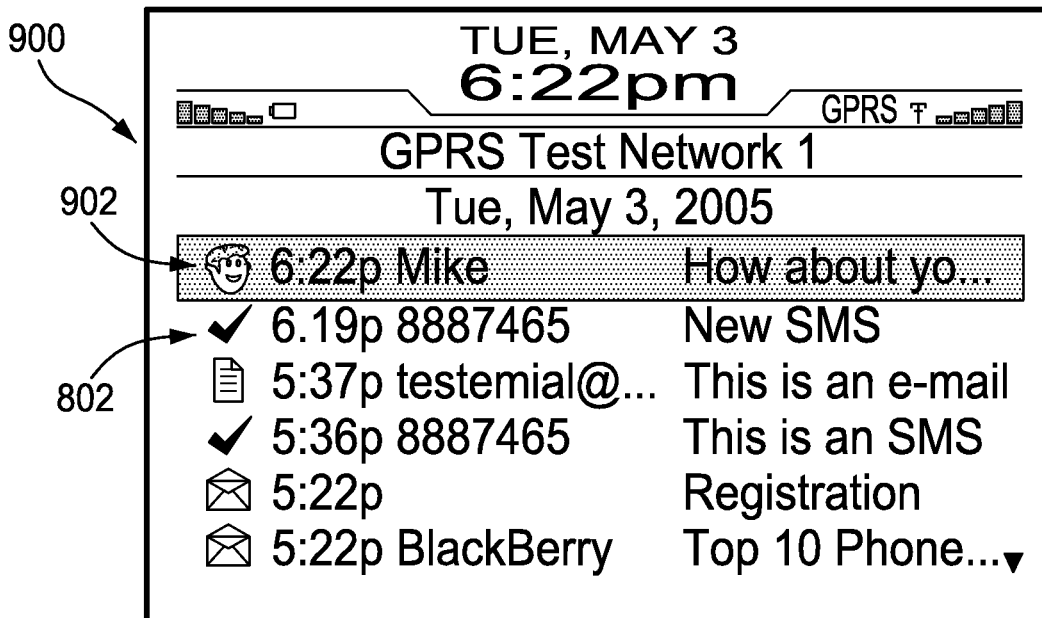 900
TUE, MAY 3
6:22pm
GPRS
GPRS Test Network 1
902
Tue, May 3, 2005
6:22p Mike How about yo...
6.19p 8887465 New SMS
802
5:37p testemial@... This is an e-mail
5:36p 8887465 This is an SMS
5:22p Registration
5:22p BlackBerry Top 10 Phone...